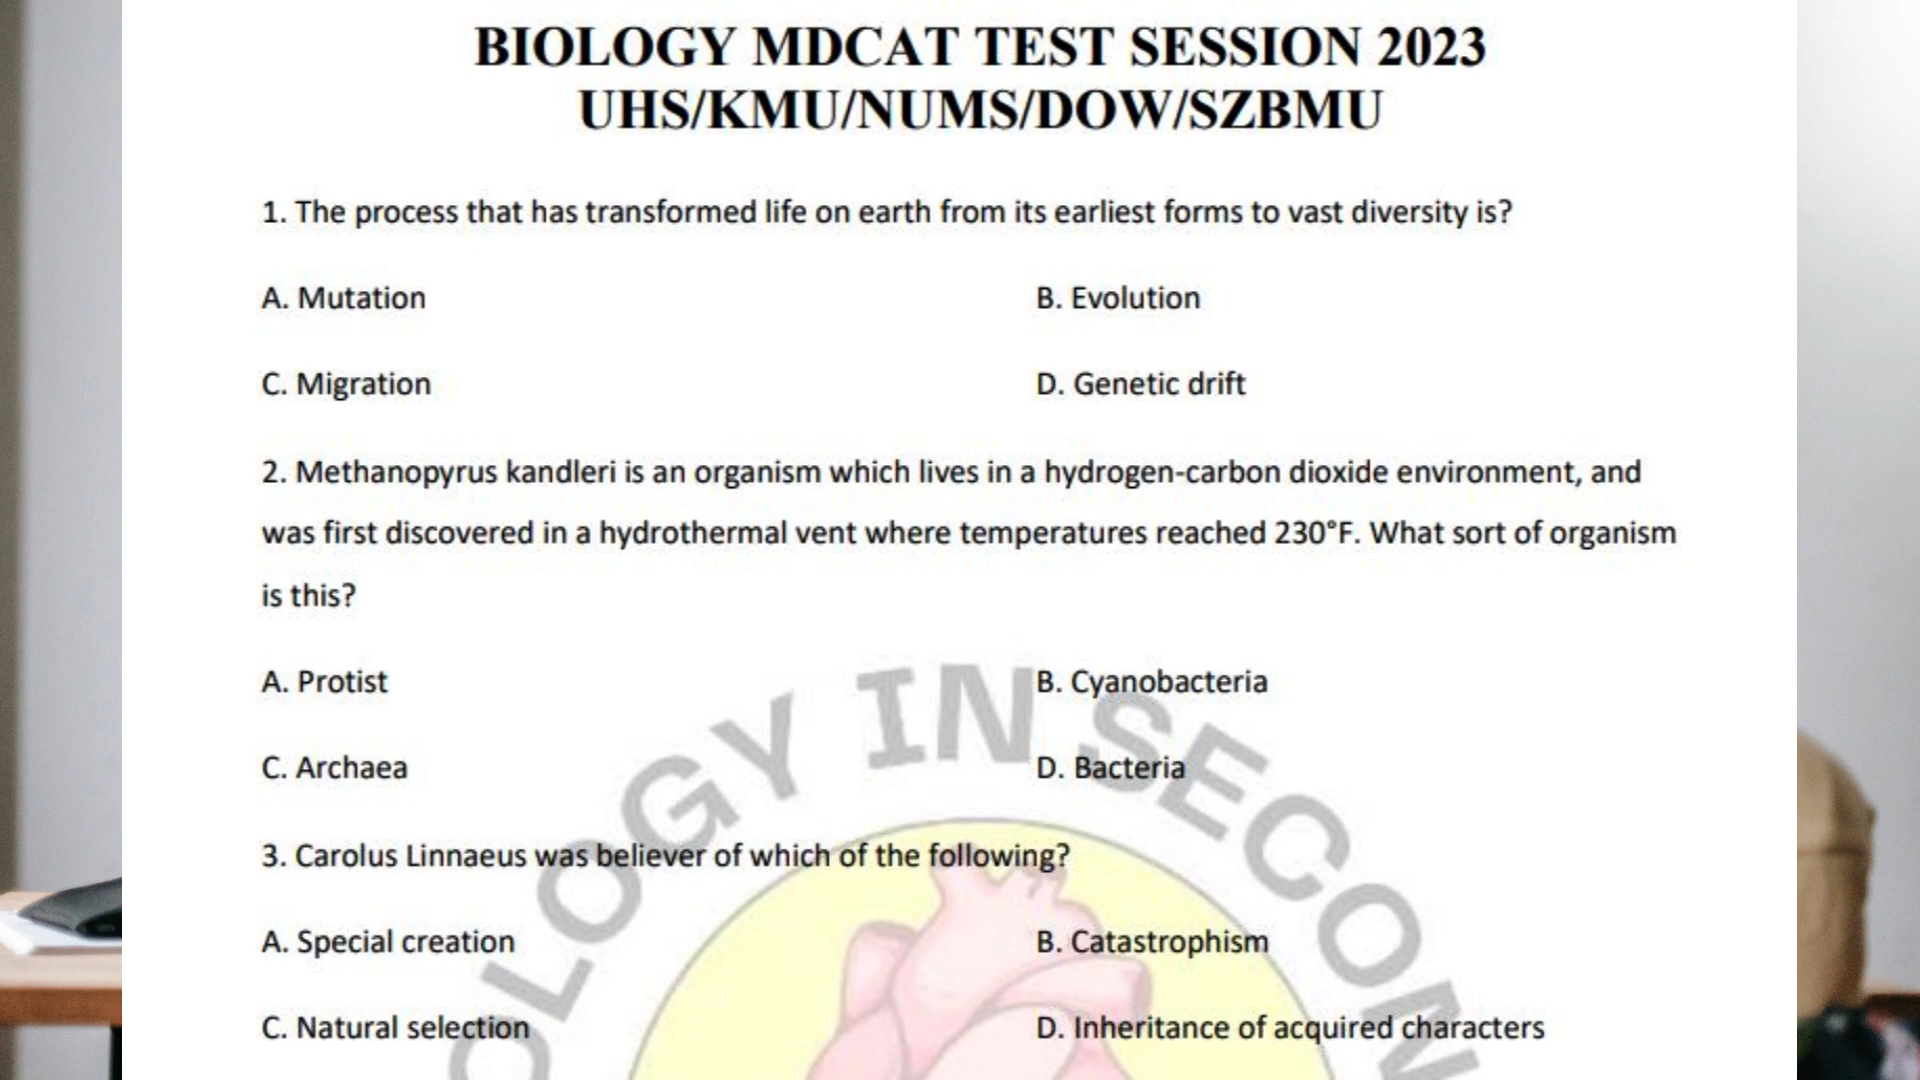 BIOLOGY MDCAT TEST SESSION 2023
UHS/KMU/NUMS/DOW/SZBMU
1. The process that has transformed life on earth from its earliest forms to vast diversity is?
A. Mutation
B. Evolution
C. Migration
D. Genetic drift
2. Methanopyrus kandleri is an organism which lives in a hydrogen-carbon dioxide environment, and
was first discovered in a hydrothermal vent where temperatures reached 230°F. What sort of organism
is this?
A. Protist
B. Cyanobacteria
C. Archaea
D. Bacteria
3. Carolus Linnaeus was believer of which of the following?
A. Special creation
B. Catastrophism
C. Natural selection
D. Inheritance of acquired characters
OLOGY IN SECON